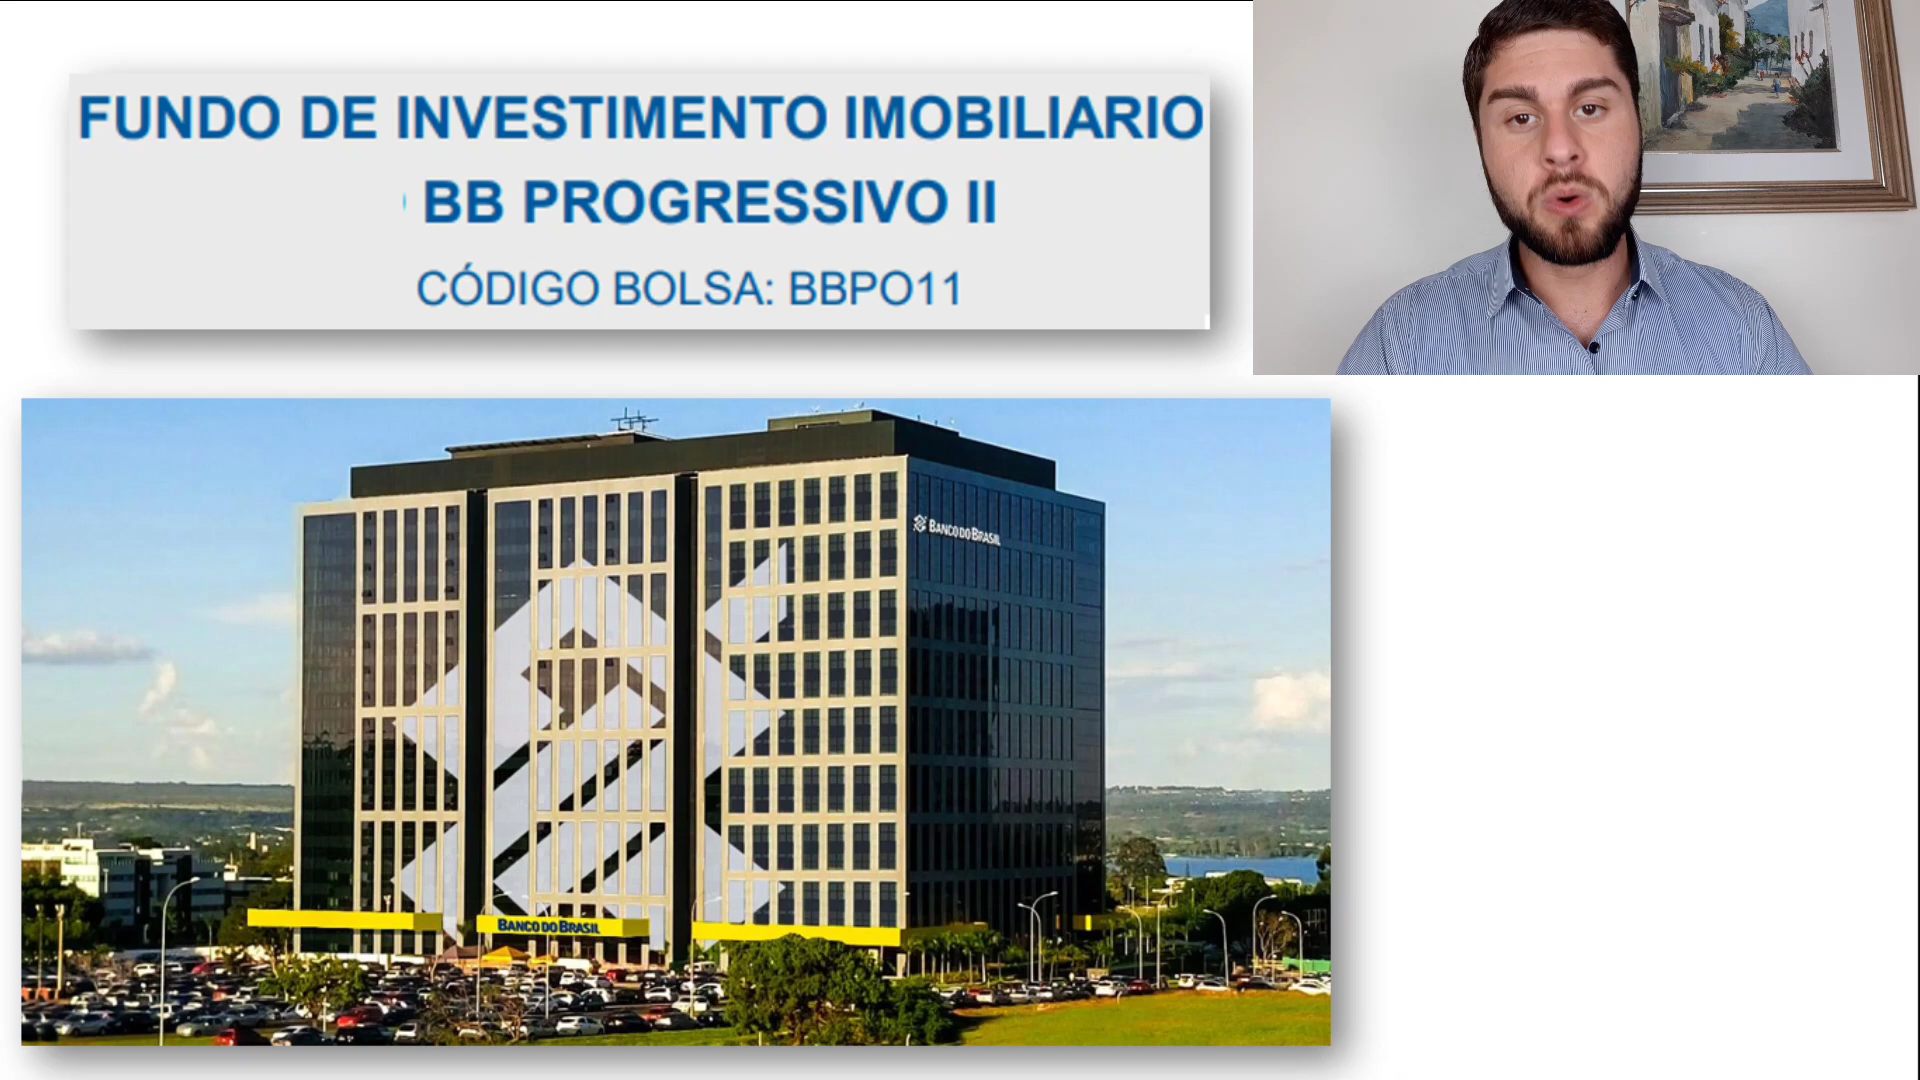 FUNDO DE INVESTIMENTO IMOBILIARIO
BB PROGRESSIVO II
CÓDIGO BOLSA: BBPO11
BANCO DO BRASIL
BANCO DO BRASIL